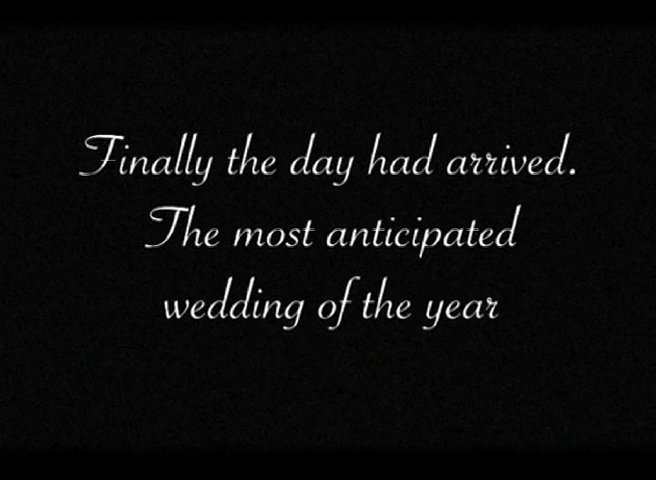 Finally the day had arrived.
The most anticipated
wedding of the year